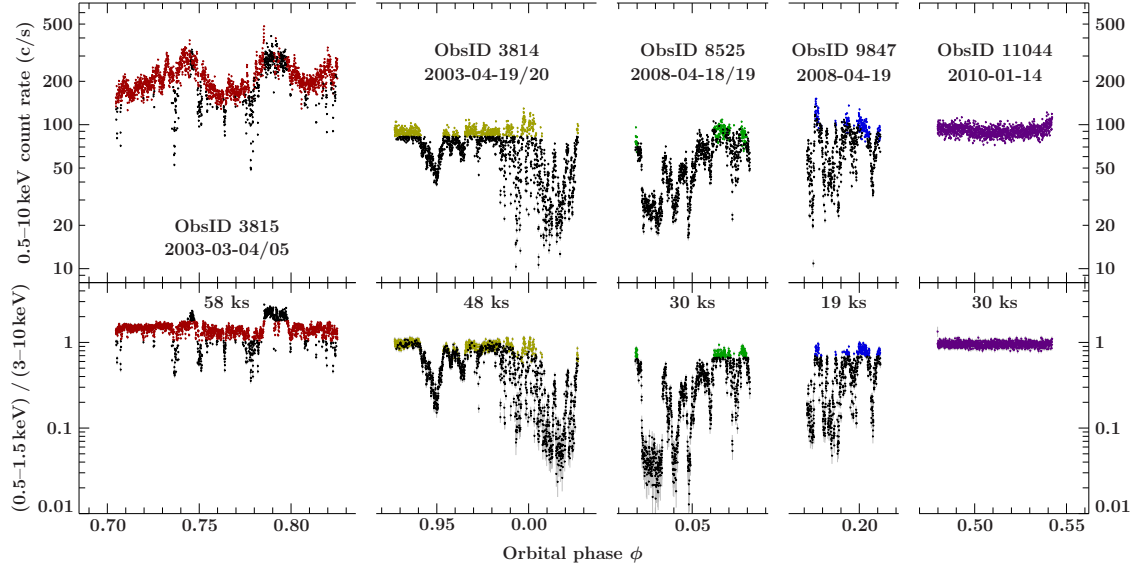 0.5–10 keV count rate (c/s)
500
200
100
50
20
10
ObsID 3815
2003-03-04/05
ObsID 3814
2003-04-19/20
ObsID 8525
2008-04-18/19
ObsID 9847
2008-04-19
ObsID 11044
2010-01-14
500
200
100
50
20
10
(0.5–1.5 keV) / (3–10 keV)
1
0.1
0.01
58 ks
48 ks
30 ks
19 ks
30 ks
1
0.1
0.01
0.70 0.75 0.80 0.95 0.00 0.05 0.20 0.50 0.55
Orbital phase ϕ